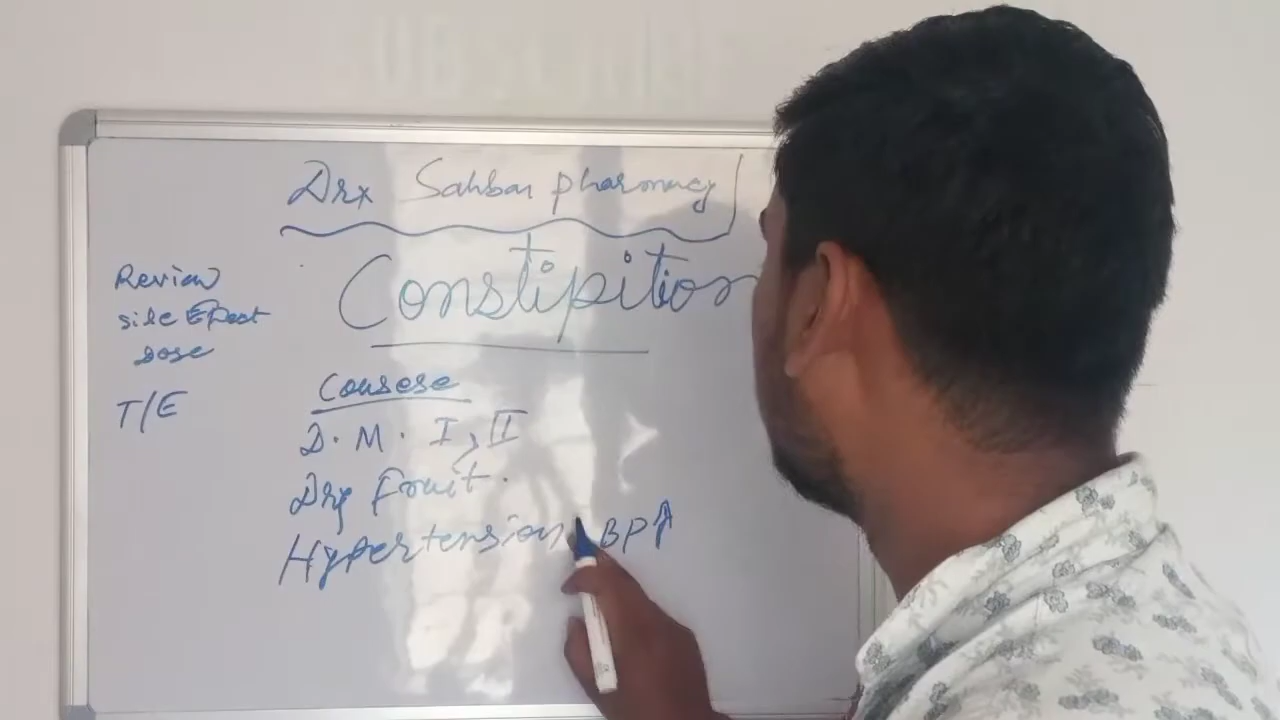 Drx Sahban pharmacy
Constipition
Review
side Effect
Dose
T/E
Causese
D. M. I, II
Dry Fruit.
Hypertension BP↑